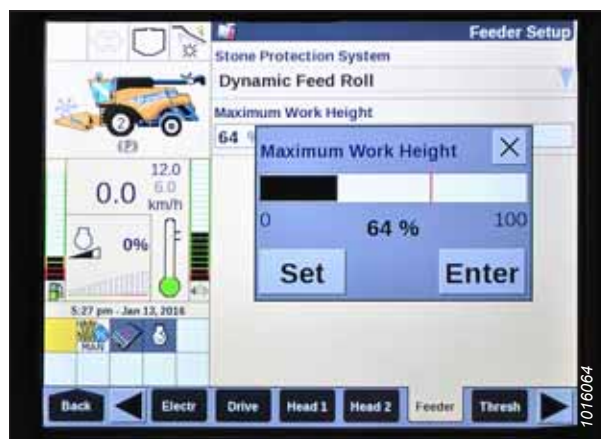 Feeder Setup
Stone Protection System
Dynamic Feed Roll
Maximum Work Height
64 %
Maximum Work Height
0
64 %
100
Set
Enter
2
(P)
12.0
0.0
6.0
km/h
0%
5:27 pm - Jan 13, 2016
MAN
Back
Electr
Drive
Head 1
Head 2
Feeder
Thresh
1016064